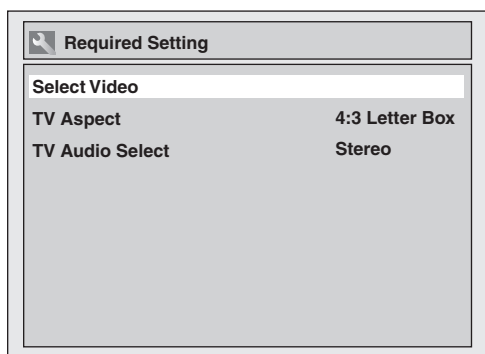 Required Setting
Select Video
TV Aspect 4:3 Letter Box
TV Audio Select Stereo